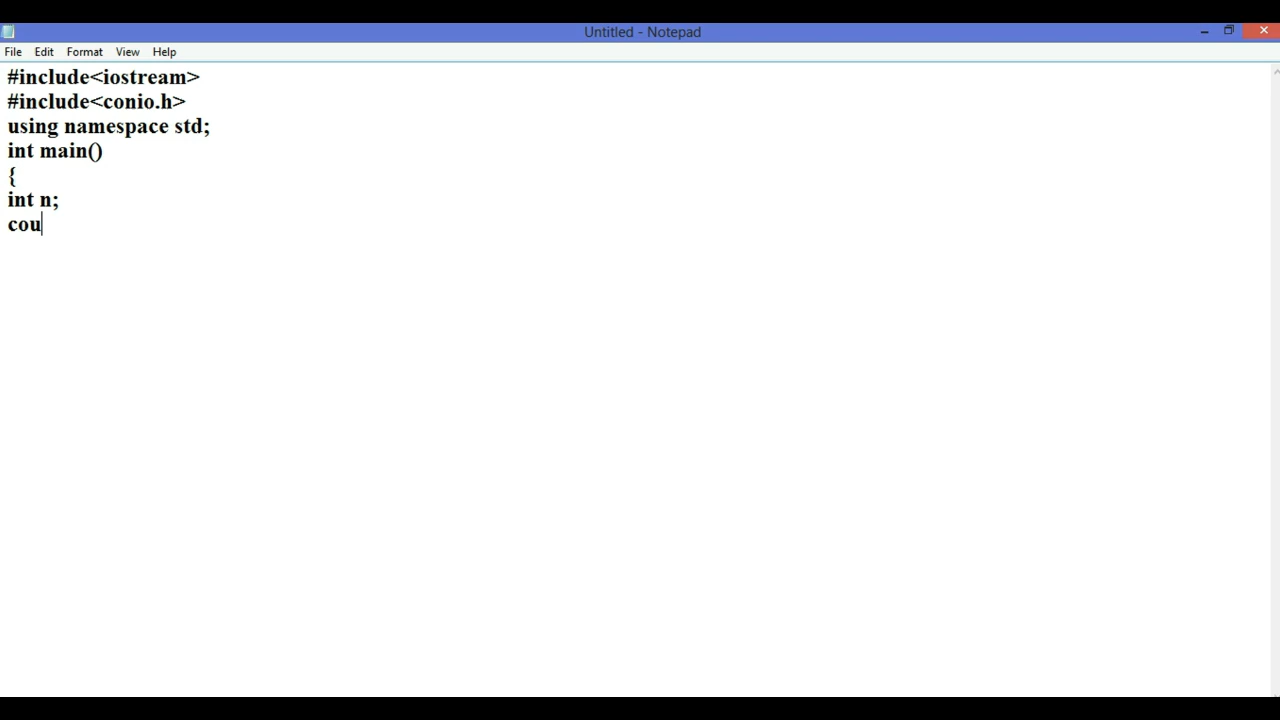 Untitled - Notepad
File Edit Format View Help
#include<iostream>
#include<conio.h>
using namespace std;
int main()
{
int n;
cou